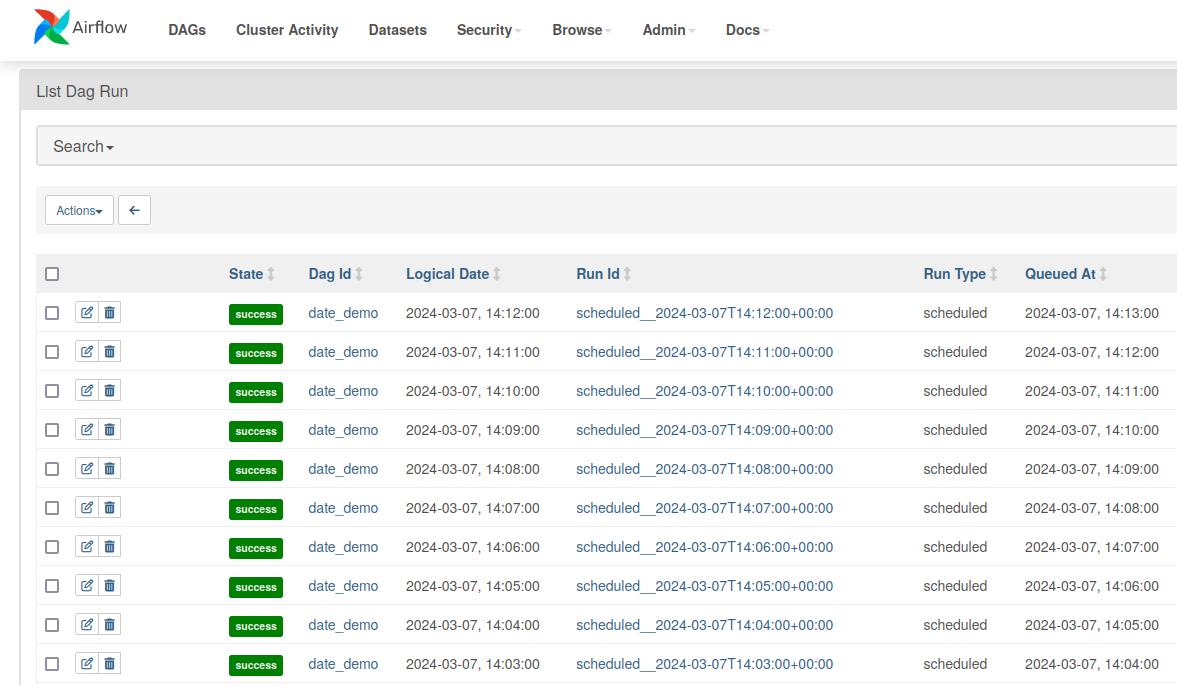 Airflow DAGs Cluster Activity Datasets Security Browse Admin Docs
List Dag Run
Search
Actions
State Dag Id Logical Date Run Id Run Type Queued At
success date_demo 2024-03-07, 14:12:00 scheduled__2024-03-07T14:12:00+00:00 scheduled 2024-03-07, 14:13:00
success date_demo 2024-03-07, 14:11:00 scheduled__2024-03-07T14:11:00+00:00 scheduled 2024-03-07, 14:12:00
success date_demo 2024-03-07, 14:10:00 scheduled__2024-03-07T14:10:00+00:00 scheduled 2024-03-07, 14:11:00
success date_demo 2024-03-07, 14:09:00 scheduled__2024-03-07T14:09:00+00:00 scheduled 2024-03-07, 14:10:00
success date_demo 2024-03-07, 14:08:00 scheduled__2024-03-07T14:08:00+00:00 scheduled 2024-03-07, 14:09:00
success date_demo 2024-03-07, 14:07:00 scheduled__2024-03-07T14:07:00+00:00 scheduled 2024-03-07, 14:08:00
success date_demo 2024-03-07, 14:06:00 scheduled__2024-03-07T14:06:00+00:00 scheduled 2024-03-07, 14:07:00
success date_demo 2024-03-07, 14:05:00 scheduled__2024-03-07T14:05:00+00:00 scheduled 2024-03-07, 14:06:00
success date_demo 2024-03-07, 14:04:00 scheduled__2024-03-07T14:04:00+00:00 scheduled 2024-03-07, 14:05:00
success date_demo 2024-03-07, 14:03:00 scheduled__2024-03-07T14:03:00+00:00 scheduled 2024-03-07, 14:04:00